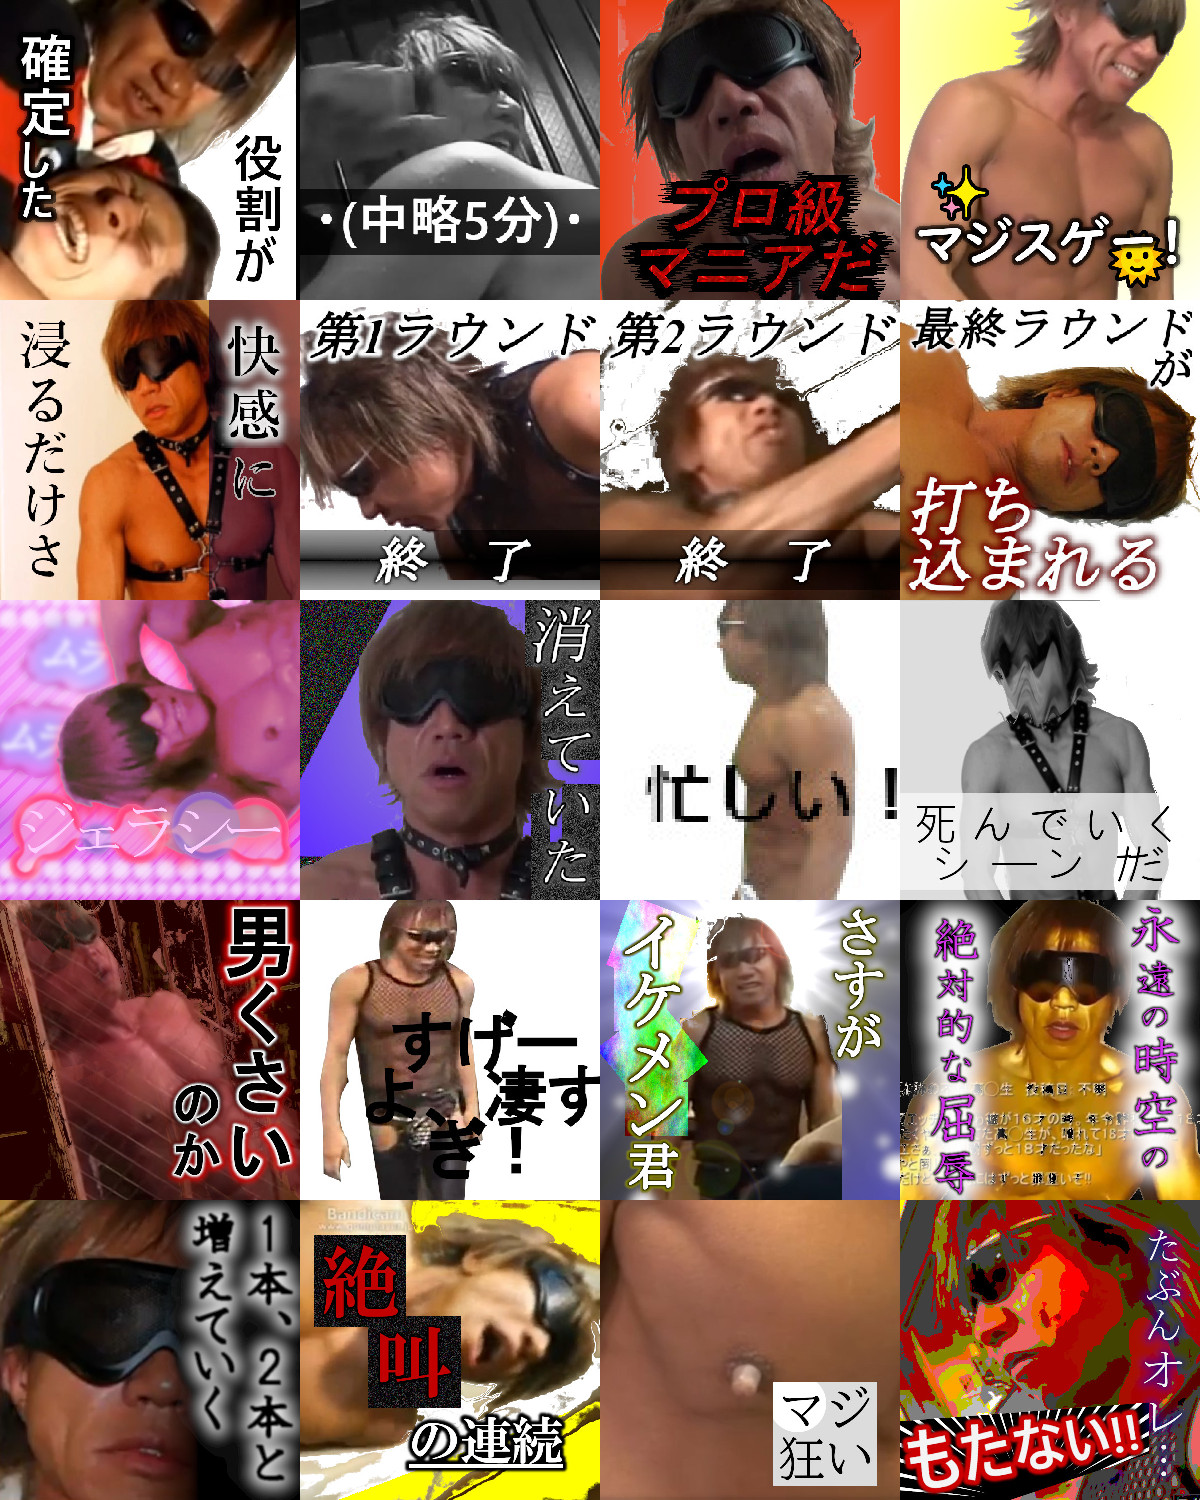 役割が
確定した
・(中略5分)・
プロ級
マニアだ
マジスゲー!
快感に
浸るだけさ
第1ラウンド
終 了
第2ラウンド
終 了
最終ラウンドが
打ち
込まれる
ムラ
ムラ
ジェラシー
消えていた
忙しい!
死んでいく
シーンだ
男くさい
のか
すげー
よ、凄す
ぎ!
さすが
イケメン君
永遠の時空の
絶対的な屈辱
1本、2本と
増えていく
Bandicam
絶
叫
の連続
マジ
狂い
たぶんオレ…
もたない!!